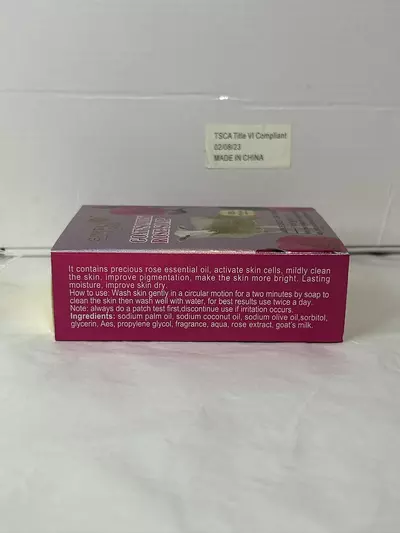 TSCA Title VI Compliant
02/08/23
MADE IN CHINA
It contains precious rose essential oil, activate skin cells, mildly clean
the skin, improve pigmentation, make the skin more bright. Lasting
moisture, improve skin dry.
How to use: Wash skin gently in a circular motion for a two minutes by soap to
clean the skin then wash well with water, for best results use twice a day.
Note: always do a patch test first,discontinue use if irritation occurs.
Ingredients: sodium palm oil, sodium coconut oil, sodium olive oil,sorbitol,
glycerin, Aes, propylene glycol, fragrance, aqua, rose extract, goat's milk.